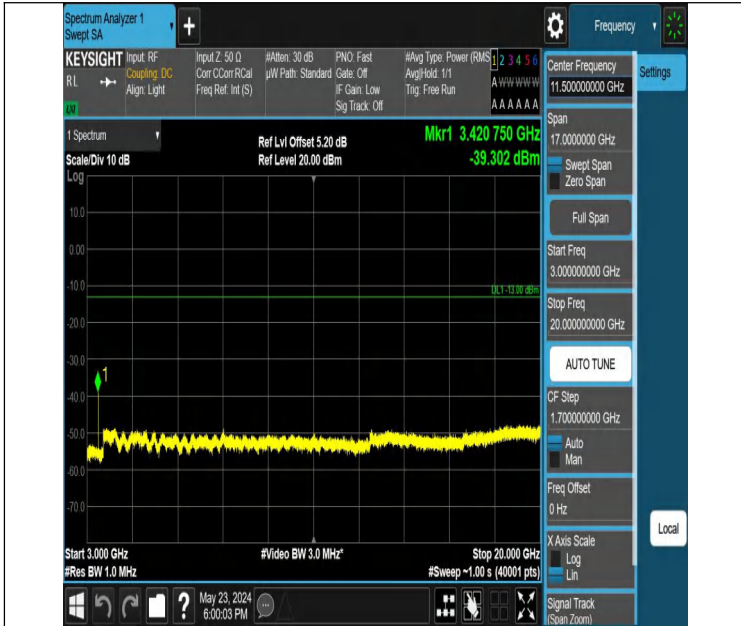 Spectrum Analyzer 1
Swept SA
+
Frequency
KEYSIGHT
RL
Input: RF
Coupling: DC
Align: Light
Input Z: 50 Ω
Corr CCorr RCal
Freq Ref: Int (S)
#Atten: 30 dB
µW Path: Standard
PNO: Fast
Gate: Off
IF Gain: Low
Sig Track: Off
#Avg Type: Power (RMS
Avg|Hold: 1/1
Trig: Free Run
1 2 3 4 5 6
A W W W W W
A A A A A A
Center Frequency
11.500000000 GHz
Settings
Span
17.0000000 GHz
Swept Span
Zero Span
Full Span
Start Freq
3.000000000 GHz
Stop Freq
20.000000000 GHz
AUTO TUNE
CF Step
1.700000000 GHz
Auto
Man
Freq Offset
0 Hz
X Axis Scale
Log
Lin
Local
Signal Track
(Span Zoom)
1 Spectrum
Scale/Div 10 dB
Ref Lvl Offset 5.20 dB
Ref Level 20.00 dBm
Mkr1 3.420 750 GHz
-39.302 dBm
Log
10.0
0.00
-10.0
DL1 -13.00 dBm
-20.0
-30.0
1
-40.0
-50.0
-60.0
-70.0
Start 3.000 GHz
#Video BW 3.0 MHz*
Stop 20.000 GHz
#Res BW 1.0 MHz
#Sweep ~1.00 s (40001 pts)
?
May 23, 2024
6:00:03 PM